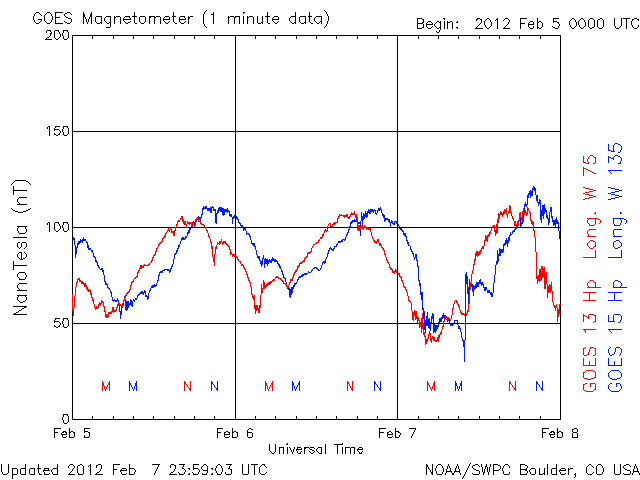 GOES Magnetometer (1 minute data)
Begin: 2012 Feb 5 0000 UTC
200
150
100
50
0
NanoTesla (nT)
M M N N M M N N M M N N
Feb 5 Feb 6 Feb 7 Feb 8
Universal Time
GOES 13 Hp Long. W 75
GOES 15 Hp Long. W 135
Updated 2012 Feb 7 23:59:03 UTC
NOAA/SWPC Boulder, CO USA